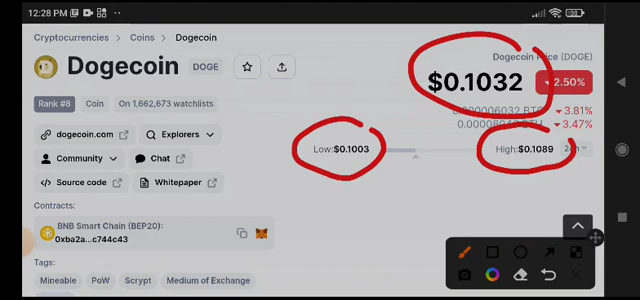 12:28 PM
Cryptocurrencies > Coins > Dogecoin
Dogecoin DOGE
Rank #8 Coin On 1,662,673 watchlists
dogecoin.com Explorers
Community Chat
Source code Whitepaper
Contracts:
BNB Smart Chain (BEP20):
0xba2a...c744c43
Tags:
Mineable PoW Scrypt Medium of Exchange
Dogecoin Price (DOGE)
$0.1032 2.50%
0.000006032 BTC 3.81%
3.47%
Low:$0.1003 High:$0.1089 24h